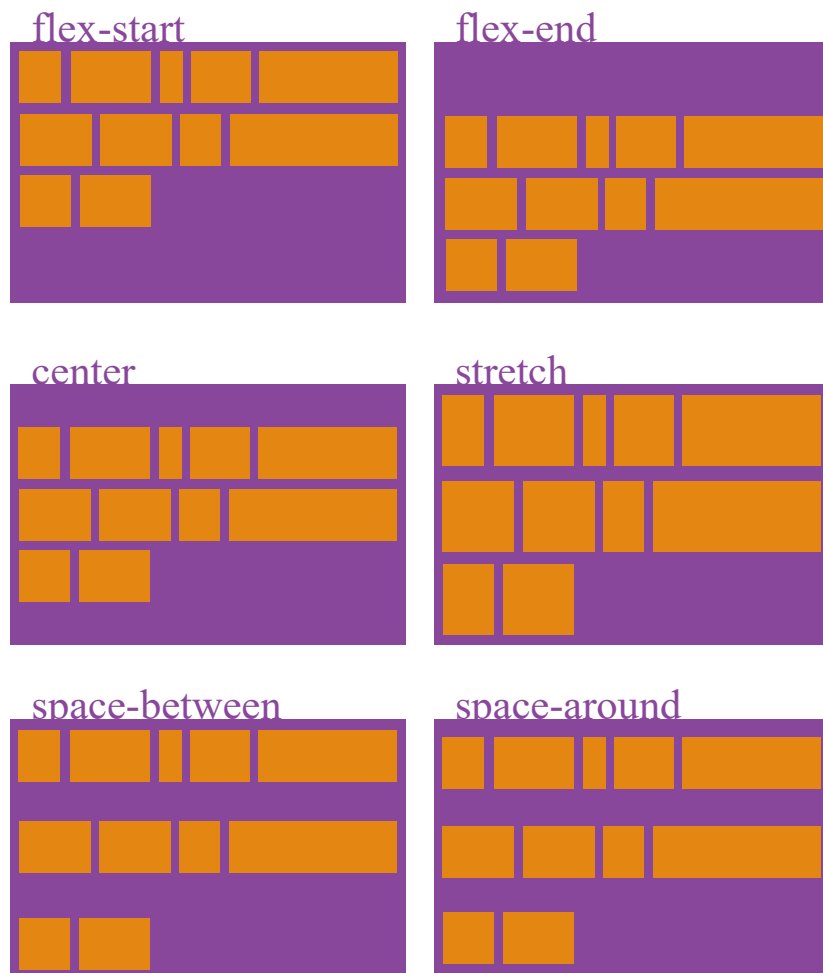 flex-start
flex-end
center
stretch
space-between
space-around